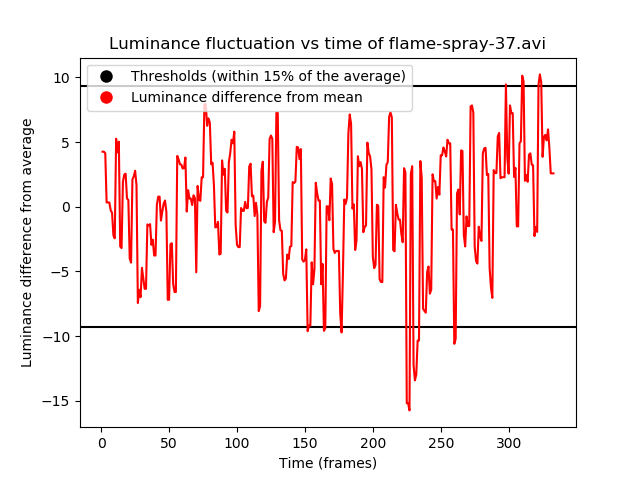 Luminance fluctuation vs time of flame-spray-37.avi
Thresholds (within 15% of the average)
Luminance difference from mean
Luminance difference from average
10
5
0
−5
−10
−15
0
50
100
150
200
250
300
Time (frames)